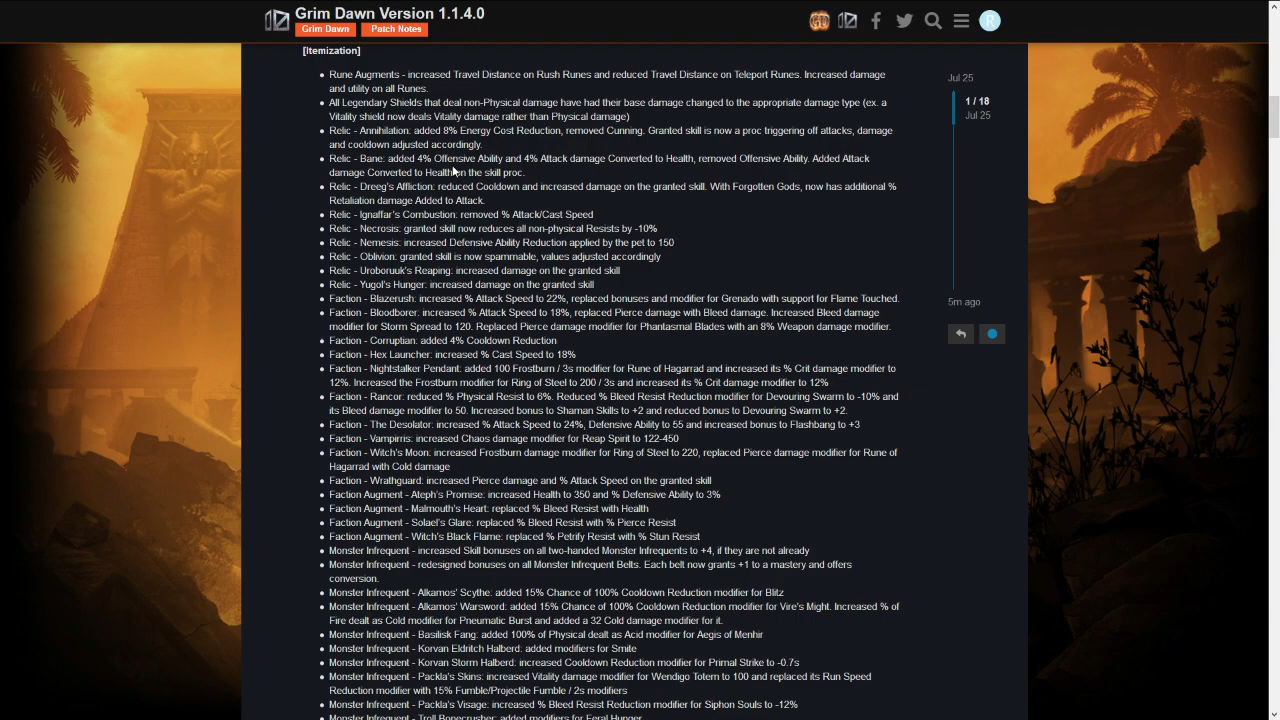 Grim Dawn Version 1.1.4.0
Grim Dawn
Patch Notes
R
[Itemization]
Rune Augments - increased Travel Distance on Rush Runes and reduced Travel Distance on Teleport Runes. Increased damage
and utility on all Runes.
All Legendary Shields that deal non-Physical damage have had their base damage changed to the appropriate damage type (ex. a
Vitality shield now deals Vitality damage rather than Physical damage)
Relic - Annihilation: added 8% Energy Cost Reduction, removed Cunning. Granted skill is now a proc triggering off attacks, damage
and cooldown adjusted accordingly.
Relic - Bane: added 4% Offensive Ability and 4% Attack damage Converted to Health, removed Offensive Ability. Added Attack
damage Converted to Health on the skill proc.
Relic - Dreeg's Affliction: reduced Cooldown and increased damage on the granted skill. With Forgotten Gods, now has additional %
Retaliation damage Added to Attack.
Relic - Ignaffar's Combustion: removed % Attack/Cast Speed
Relic - Necrosis: granted skill now reduces all non-physical Resists by -10%
Relic - Nemesis: increased Defensive Ability Reduction applied by the pet to 150
Relic - Oblivion: granted skill is now spammable, values adjusted accordingly
Relic - Uroboruuk's Reaping: increased damage on the granted skill
Relic - Yugol's Hunger: increased damage on the granted skill
Faction - Blazerush: increased % Attack Speed to 22%, replaced bonuses and modifier for Grenado with support for Flame Touched.
Faction - Bloodborer: increased % Attack Speed to 18%, replaced Pierce damage with Bleed damage. Increased Bleed damage
modifier for Storm Spread to 120. Replaced Pierce damage modifier for Phantasmal Blades with an 8% Weapon damage modifier.
Faction - Corruptian: added 4% Cooldown Reduction
Faction - Hex Launcher: increased % Cast Speed to 18%
Faction - Nightstalker Pendant: added 100 Frostburn / 3s modifier for Rune of Hagarrad and increased its % Crit damage modifier to
12%. Increased the Frostburn modifier for Ring of Steel to 200 / 3s and increased its % Crit damage modifier to 12%
Faction - Rancor: reduced % Physical Resist to 6%. Reduced % Bleed Resist Reduction modifier for Devouring Swarm to -10% and
its Bleed damage modifier to 50. Increased bonus to Shaman Skills to +2 and reduced bonus to Devouring Swarm to +2.
Faction - The Desolator: increased % Attack Speed to 24%, Defensive Ability to 55 and increased bonus to Flashbang to +3
Faction - Vampirris: increased Chaos damage modifier for Reap Spirit to 122-450
Faction - Witch's Moon: increased Frostburn damage modifier for Ring of Steel to 220, replaced Pierce damage modifier for Rune of
Hagarrad with Cold damage
Faction - Wrathguard: increased Pierce damage and % Attack Speed on the granted skill
Faction Augment - Ateph's Promise: increased Health to 350 and % Defensive Ability to 3%
Faction Augment - Malmouth's Heart: replaced % Bleed Resist with Health
Faction Augment - Solael's Glare: replaced % Bleed Resist with % Pierce Resist
Faction Augment - Witch's Black Flame: replaced % Petrify Resist with % Stun Resist
Monster Infrequent - increased Skill bonuses on all two-handed Monster Infrequents to +4, if they are not already
Monster Infrequent - redesigned bonuses on all Monster Infrequent Belts. Each belt now grants +1 to a mastery and offers
conversion.
Monster Infrequent - Alkamos' Scythe: added 15% Chance of 100% Cooldown Reduction modifier for Blitz
Monster Infrequent - Alkamos' Warsword: added 15% Chance of 100% Cooldown Reduction modifier for Vire's Might. Increased % of
Fire dealt as Cold modifier for Pneumatic Burst and added a 32 Cold damage modifier for it.
Monster Infrequent - Basilisk Fang: added 100% of Physical dealt as Acid modifier for Aegis of Menhir
Monster Infrequent - Korvan Eldritch Halberd: added modifiers for Smite
Monster Infrequent - Korvan Storm Halberd: increased Cooldown Reduction modifier for Primal Strike to -0.7s
Monster Infrequent - Packla's Skins: increased Vitality damage modifier for Wendigo Totem to 100 and replaced its Run Speed
Reduction modifier with 15% Fumble/Projectile Fumble / 2s modifiers
Monster Infrequent - Packla's Visage: increased % Bleed Resist Reduction modifier for Siphon Souls to -12%
Monster Infrequent - Troll Bonecrusher: added modifiers for Feral Hunger
Jul 25
1 / 18
Jul 25
5m ago